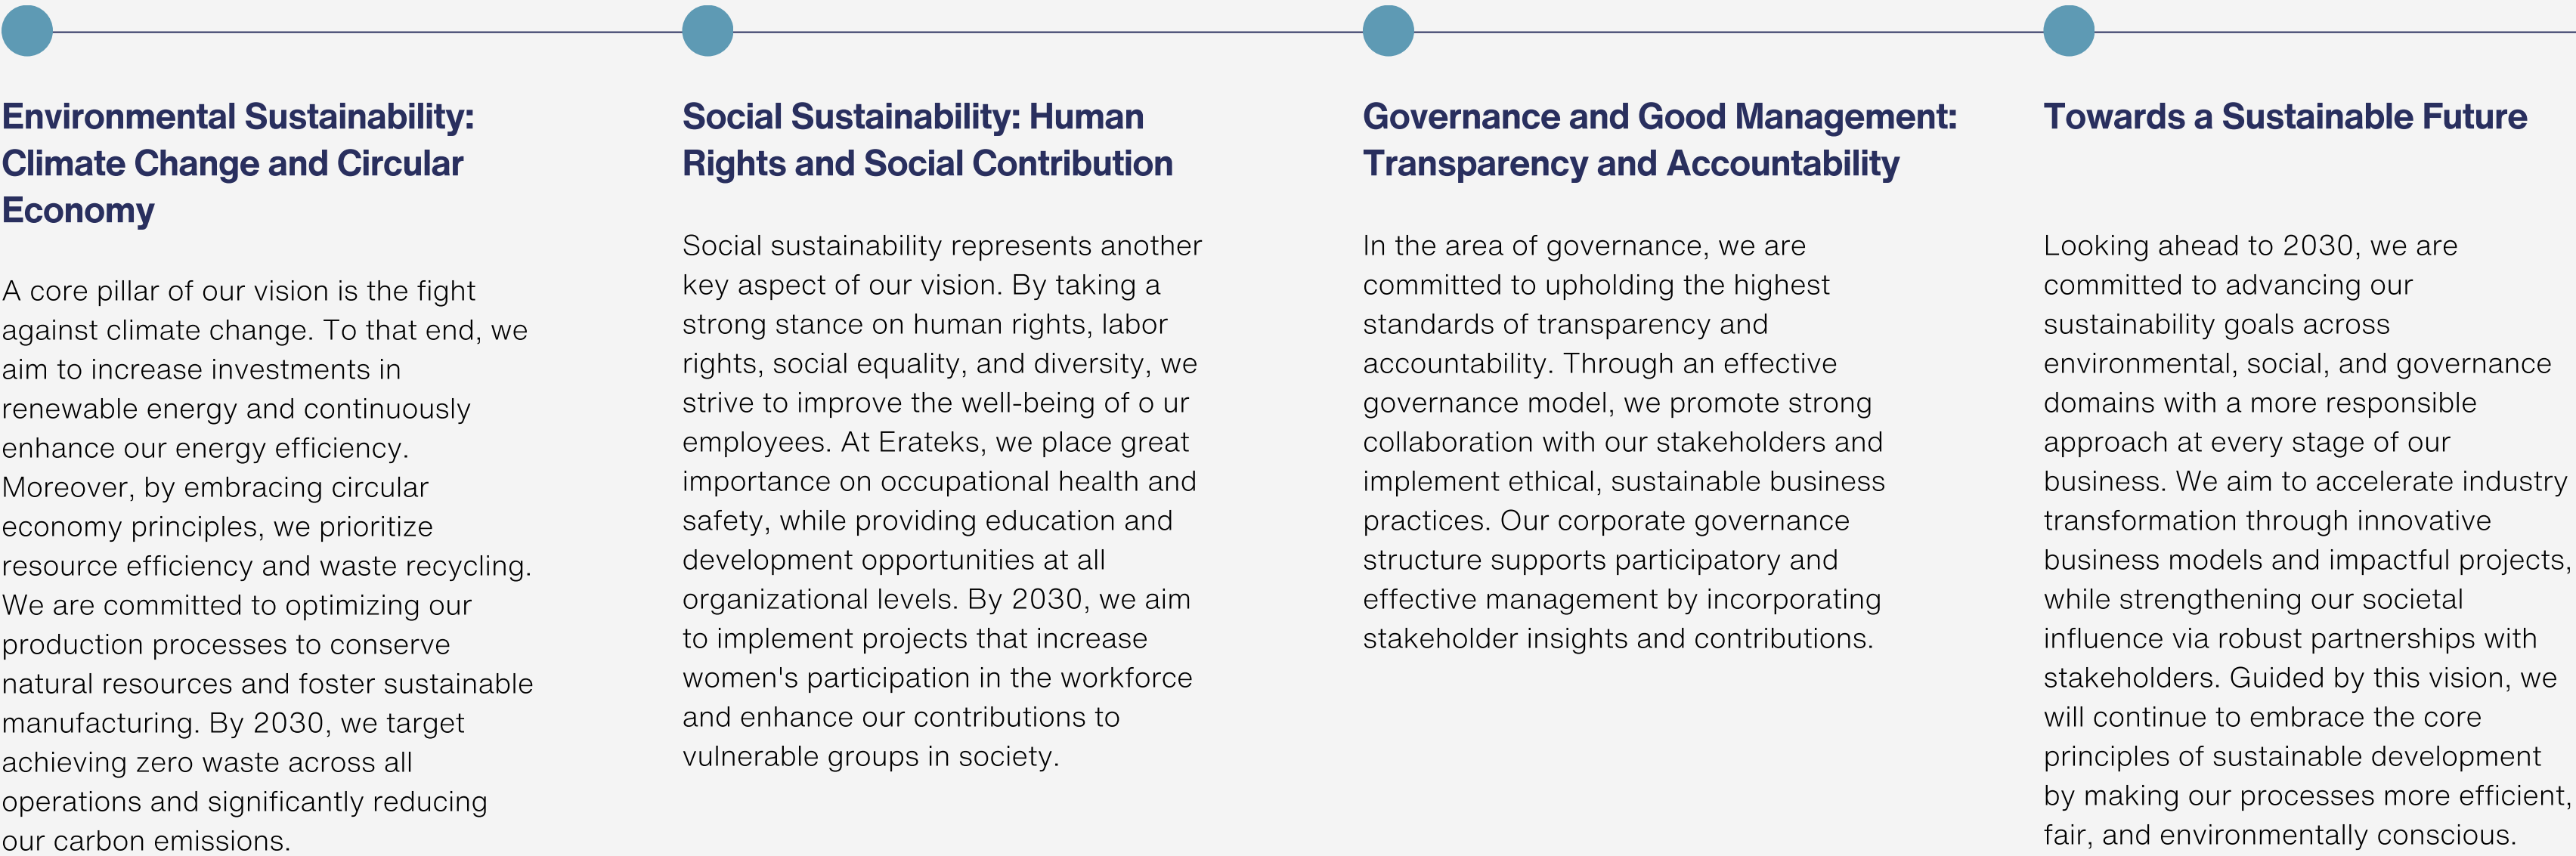 Environmental Sustainability:
Climate Change and Circular
Economy
A core pillar of our vision is the fight
against climate change. To that end, we
aim to increase investments in
renewable energy and continuously
enhance our energy efficiency.
Moreover, by embracing circular
economy principles, we prioritize
resource efficiency and waste recycling.
We are committed to optimizing our
production processes to conserve
natural resources and foster sustainable
manufacturing. By 2030, we target
achieving zero waste across all
operations and significantly reducing
our carbon emissions.
Social Sustainability: Human
Rights and Social Contribution
Social sustainability represents another
key aspect of our vision. By taking a
strong stance on human rights, labor
rights, social equality, and diversity, we
strive to improve the well-being of o ur
employees. At Erateks, we place great
importance on occupational health and
safety, while providing education and
development opportunities at all
organizational levels. By 2030, we aim
to implement projects that increase
women's participation in the workforce
and enhance our contributions to
vulnerable groups in society.
Governance and Good Management:
Transparency and Accountability
In the area of governance, we are
committed to upholding the highest
standards of transparency and
accountability. Through an effective
governance model, we promote strong
collaboration with our stakeholders and
implement ethical, sustainable business
practices. Our corporate governance
structure supports participatory and
effective management by incorporating
stakeholder insights and contributions.
Towards a Sustainable Future
Looking ahead to 2030, we are
committed to advancing our
sustainability goals across
environmental, social, and governance
domains with a more responsible
approach at every stage of our
business. We aim to accelerate industry
transformation through innovative
business models and impactful projects,
while strengthening our societal
influence via robust partnerships with
stakeholders. Guided by this vision, we
will continue to embrace the core
principles of sustainable development
by making our processes more efficient,
fair, and environmentally conscious.